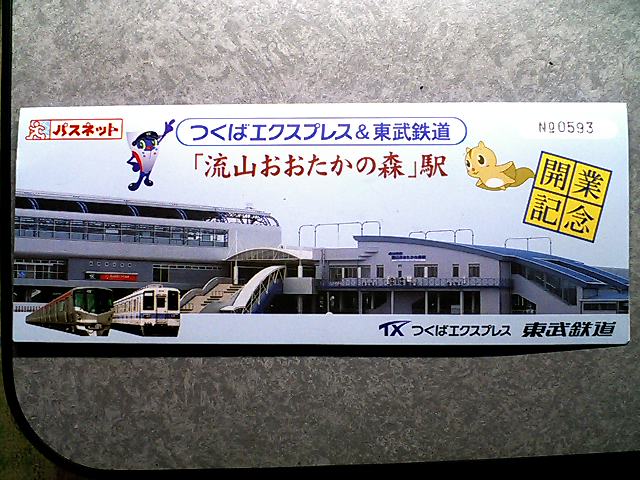 パスネット
つくばエクスプレス&東武鉄道
№0593
「流山おおたかの森」駅
開業
記念
TX つくばエクスプレス 東武鉄道